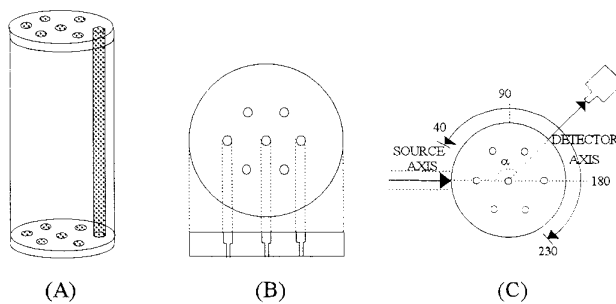 90
40
SOURCE
AXIS
DETECTOR
AXIS
α
180
230
(A)
(B)
(C)